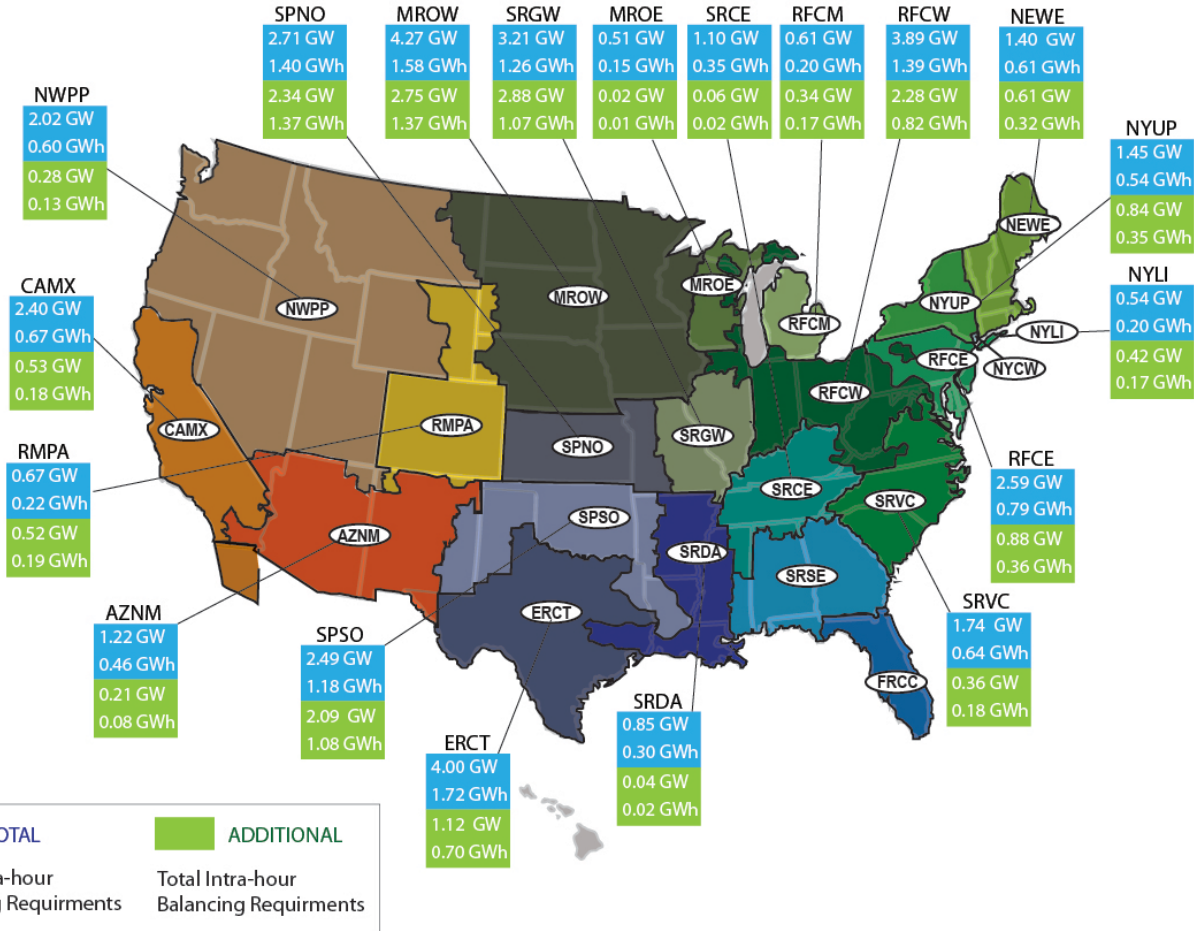 SPNO
2.71 GW
1.40 GWh
2.34 GW
1.37 GWh
MROW
4.27 GW
1.58 GWh
2.75 GW
1.37 GWh
SRGW
3.21 GW
1.26 GWh
2.88 GW
1.07 GWh
MROE
0.51 GW
0.15 GWh
0.02 GW
0.01 GWh
SRCE
1.10 GW
0.35 GWh
0.06 GW
0.02 GWh
RFCM
0.61 GW
0.20 GWh
0.34 GW
0.17 GWh
RFCW
3.89 GW
1.39 GWh
2.28 GW
0.82 GWh
NEWE
1.40 GW
0.61 GWh
0.61 GW
0.32 GWh
NWPP
2.02 GW
0.60 GWh
0.28 GW
0.13 GWh
NYUP
1.45 GW
0.54 GWh
0.84 GW
0.35 GWh
CAMX
2.40 GW
0.67 GWh
0.53 GW
0.18 GWh
NYLI
0.54 GW
0.20 GWh
0.42 GW
0.17 GWh
RMPA
0.67 GW
0.22 GWh
0.52 GW
0.19 GWh
RFCE
2.59 GW
0.79 GWh
0.88 GW
0.36 GWh
AZNM
1.22 GW
0.46 GWh
0.21 GW
0.08 GWh
SPSO
2.49 GW
1.18 GWh
2.09 GW
1.08 GWh
ERCT
4.00 GW
1.72 GWh
1.12 GW
0.70 GWh
SRDA
0.85 GW
0.30 GWh
0.04 GW
0.02 GWh
SRVC
1.74 GW
0.64 GWh
0.36 GW
0.18 GWh
NEWE
MROE
MROW
NWPP
NYUP
RFCM
NYLI
RFCE
NYCW
RFCW
RMPA
CAMX
SRGW
SPNO
SRCE
SRVC
SPSO
AZNM
SRDA
SRSE
ERCT
FRCC
OTAL
a-hour
g Requirments
ADDITIONAL
Total Intra-hour
Balancing Requirments